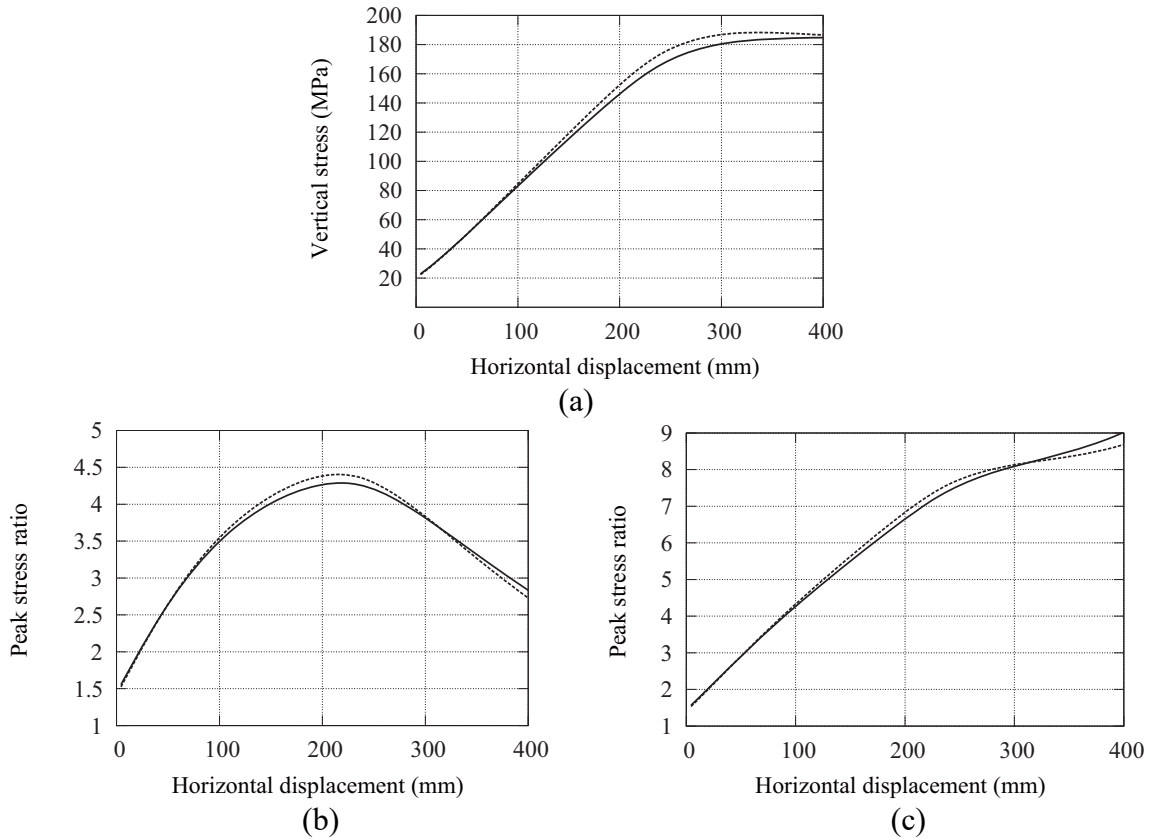 200
180
160
140
120
100
80
60
40
20
Vertical stress (MPa)
0 100 200 300 400
Horizontal displacement (mm)
(a)
5
4.5
4
3.5
3
2.5
2
1.5
1
Peak stress ratio
0 100 200 300 400
Horizontal displacement (mm)
(b)
9
8
7
6
5
4
3
2
1
Peak stress ratio
0 100 200 300 400
Horizontal displacement (mm)
(c)